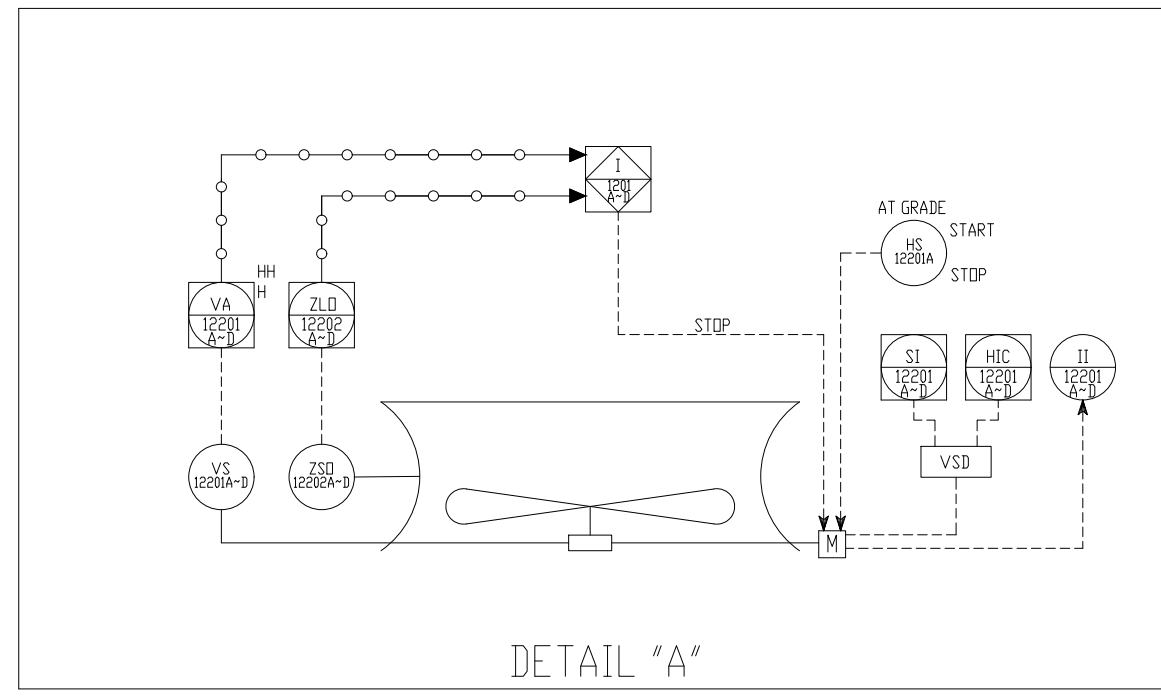 I
1201
A~D
AT GRADE
HS
12201A
START
STOP
HH
H
VA
12201
A~D
ZLO
12202
A~D
STOP
SI
12201
A~D
HIC
12201
A~D
II
12201
A~D
VS
12201A~D
ZSO
12202A~D
VSD
M
DETAIL "A"